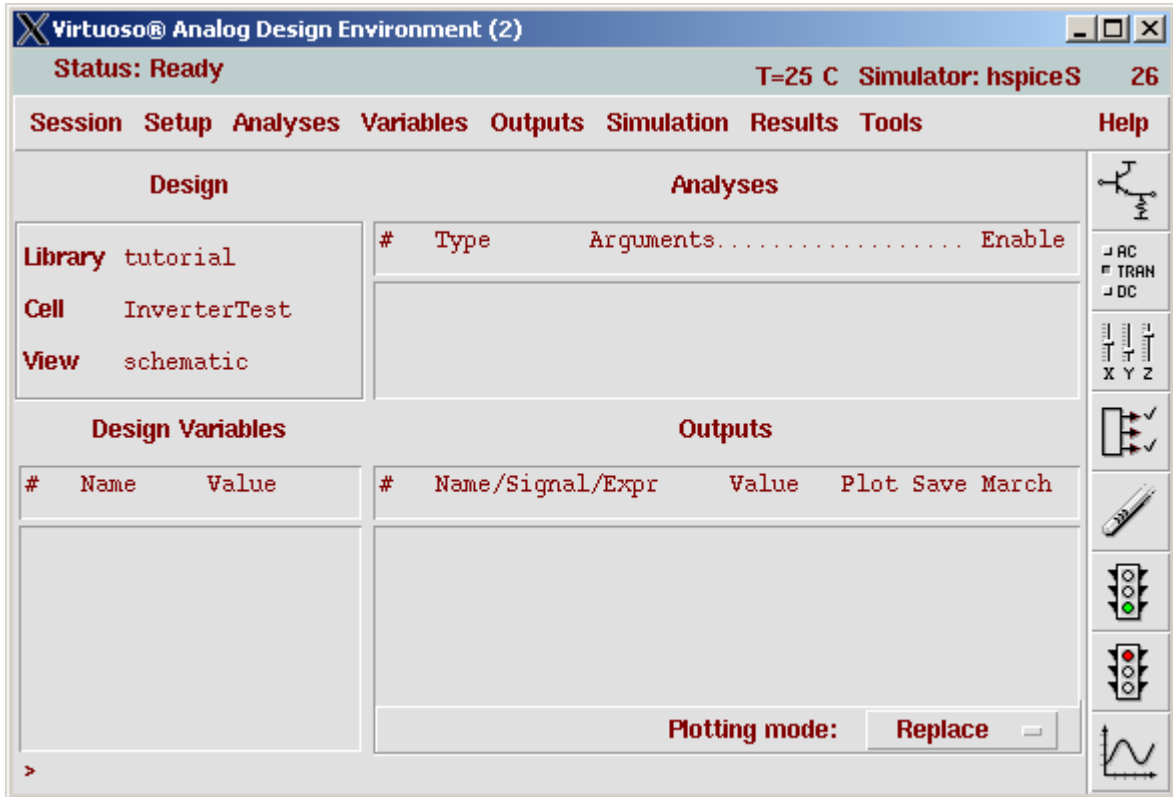 Virtuoso® Analog Design Environment (2)
Status: Ready T=25 C Simulator: hspiceS 26
Session Setup Analyses Variables Outputs Simulation Results Tools Help
Design
Library tutorial
Cell InverterTest
View schematic
Analyses
# Type Arguments................... Enable
Design Variables
# Name Value
Outputs
# Name/Signal/Expr Value Plot Save March
Plotting mode: Replace
>
AC
TRAN
DC
X Y Z